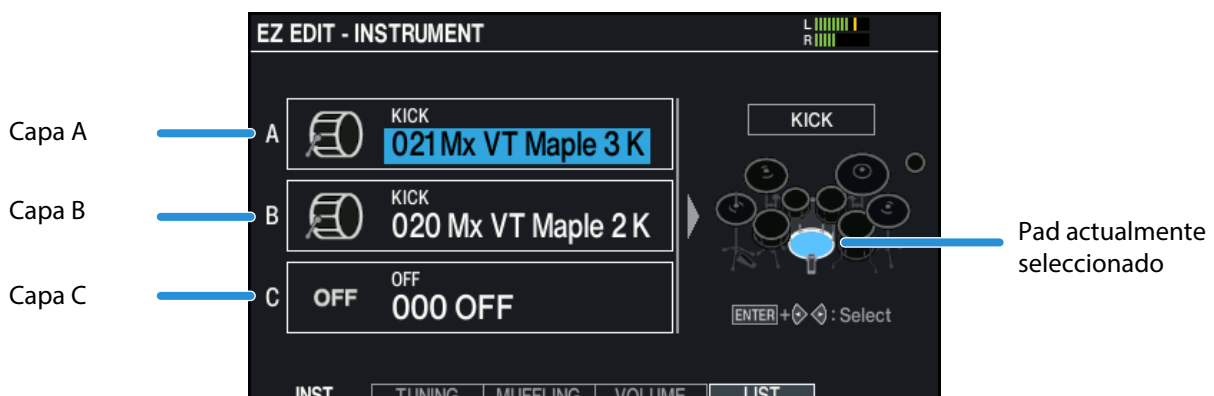 EZ EDIT - INSTRUMENT
L
R
Capa A
A
KICK
021 Mx VT Maple 3 K
KICK
Capa B
B
KICK
020 Mx VT Maple 2 K
Pad actualmente
seleccionado
Capa C
C
OFF
OFF
000 OFF
ENTER + : Select
INST
TUNING
MUFFLING
VOLUME
LIST